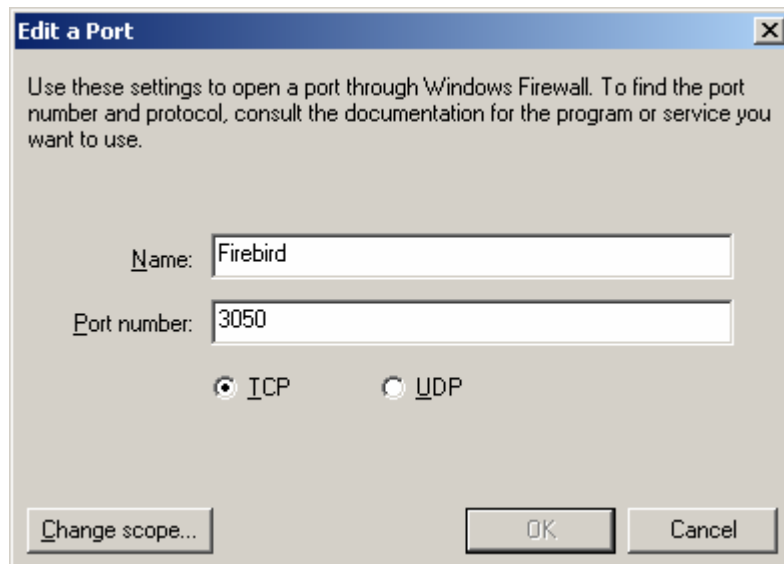 Edit a Port
Use these settings to open a port through Windows Firewall. To find the port
number and protocol, consult the documentation for the program or service you
want to use.
Name: Firebird
Port number: 3050
TCP UDP
Change scope... OK Cancel